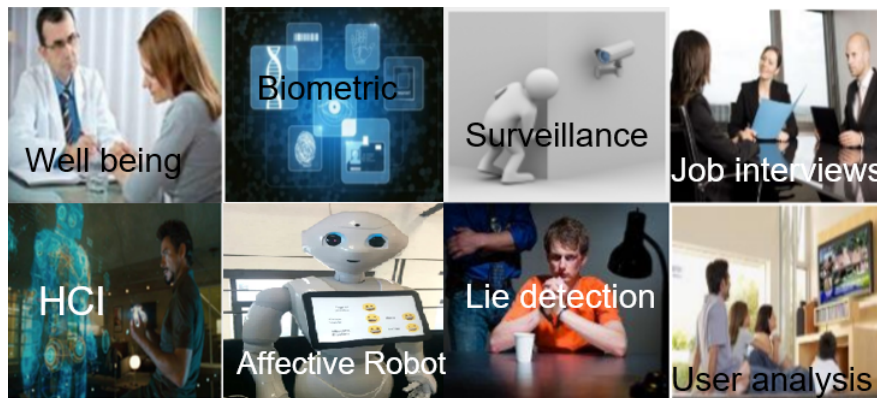 Biometric
Well being
Surveillance
Job interviews
HCI
Affective Robot
Lie detection
User analysis